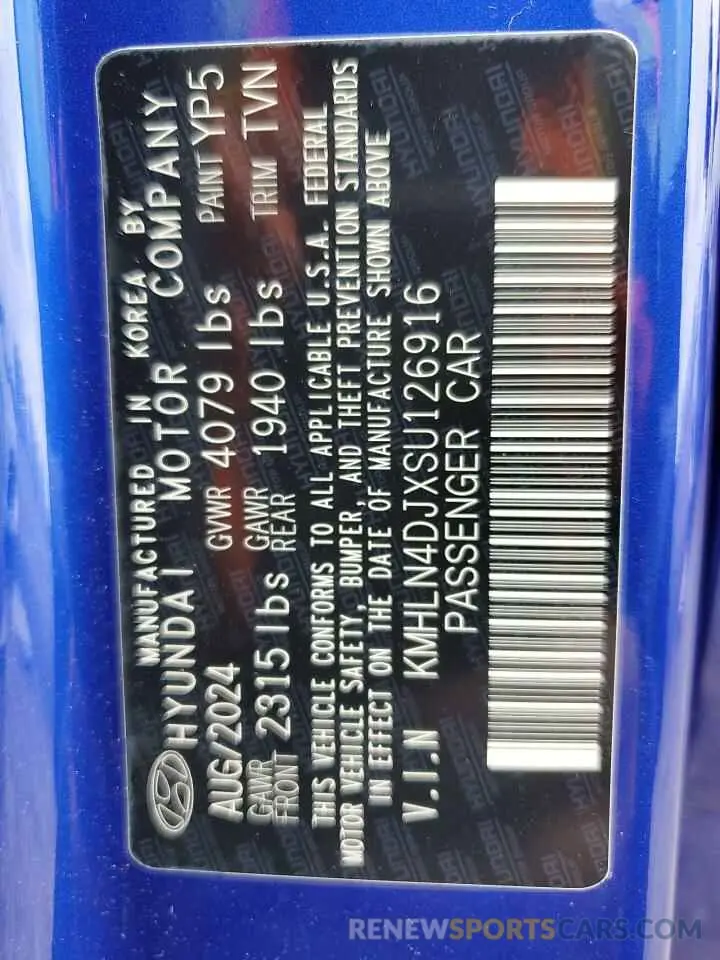 MANUFACTURED IN KOREA BY
HYUNDAI MOTOR COMPANY
AUG/2024 GVWR 4079 lbs PAINT YP5
GAWR FRONT 2315 lbs GAWR REAR 1940 lbs TRIM TVN
THIS VEHICLE CONFORMS TO ALL APPLICABLE U.S.A. FEDERAL
MOTOR VEHICLE SAFETY, BUMPER, AND THEFT PREVENTION STANDARDS
IN EFFECT ON THE DATE OF MANUFACTURE SHOWN ABOVE
V.I.N KMHLN4DJXSU126916
PASSENGER CAR
RENEWSPORTSCARS.COM